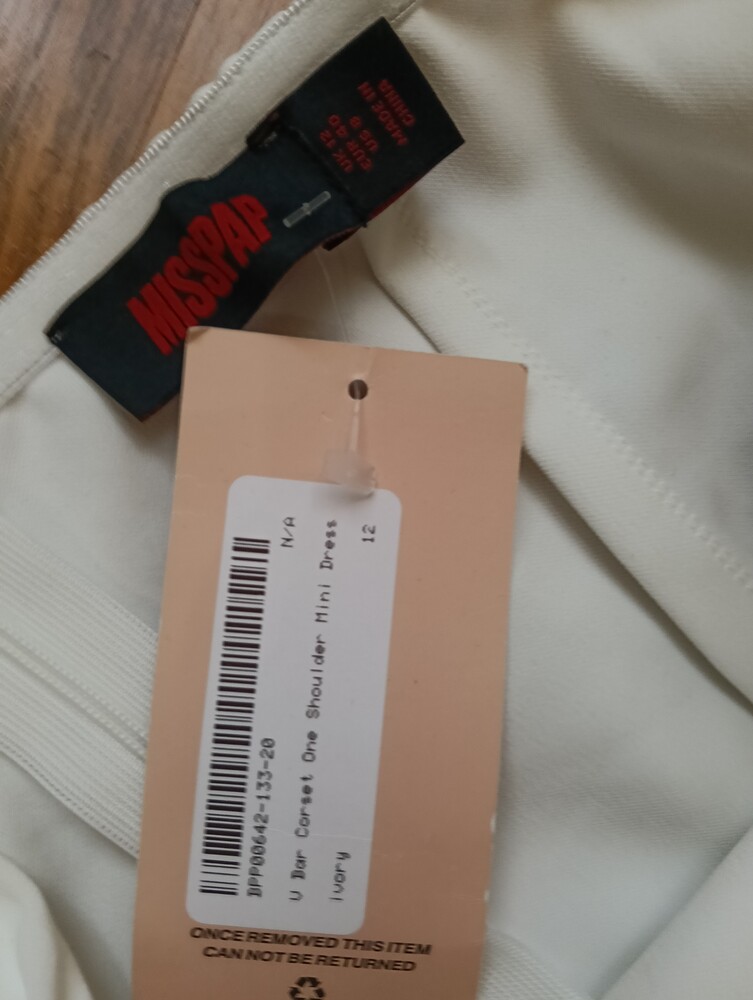 MISSPAP
UK 12
EUR 40
US 8
MADE IN
CHINA
BPP00642-133-20
N/A
V Bar Corset One Shoulder Mini Dress
ivory
12
ONCE REMOVED THIS ITEM
CAN NOT BE RETURNED